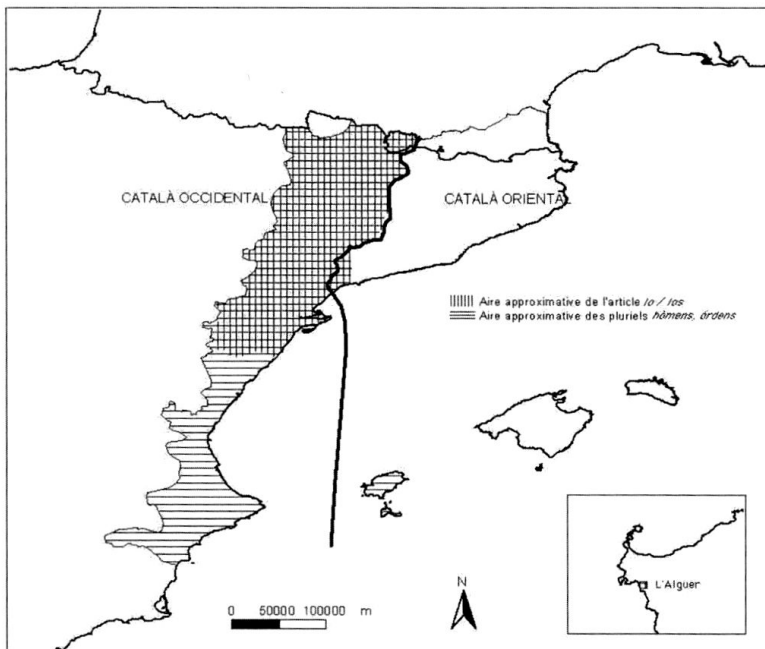 CATALÀ OCCIDENTAL
CATALÀ ORIENTAL
Aire approximative de l'article lo / los
Aire approximative des pluriels hòmens, órdens
L'Alguer
N
0 50000 100000 m